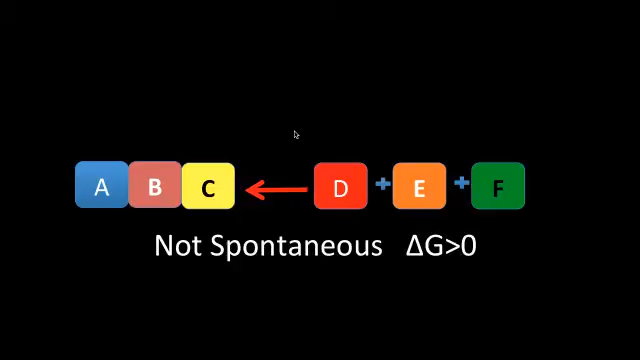 A B C ← D + E + F
Not Spontaneous ΔG>0